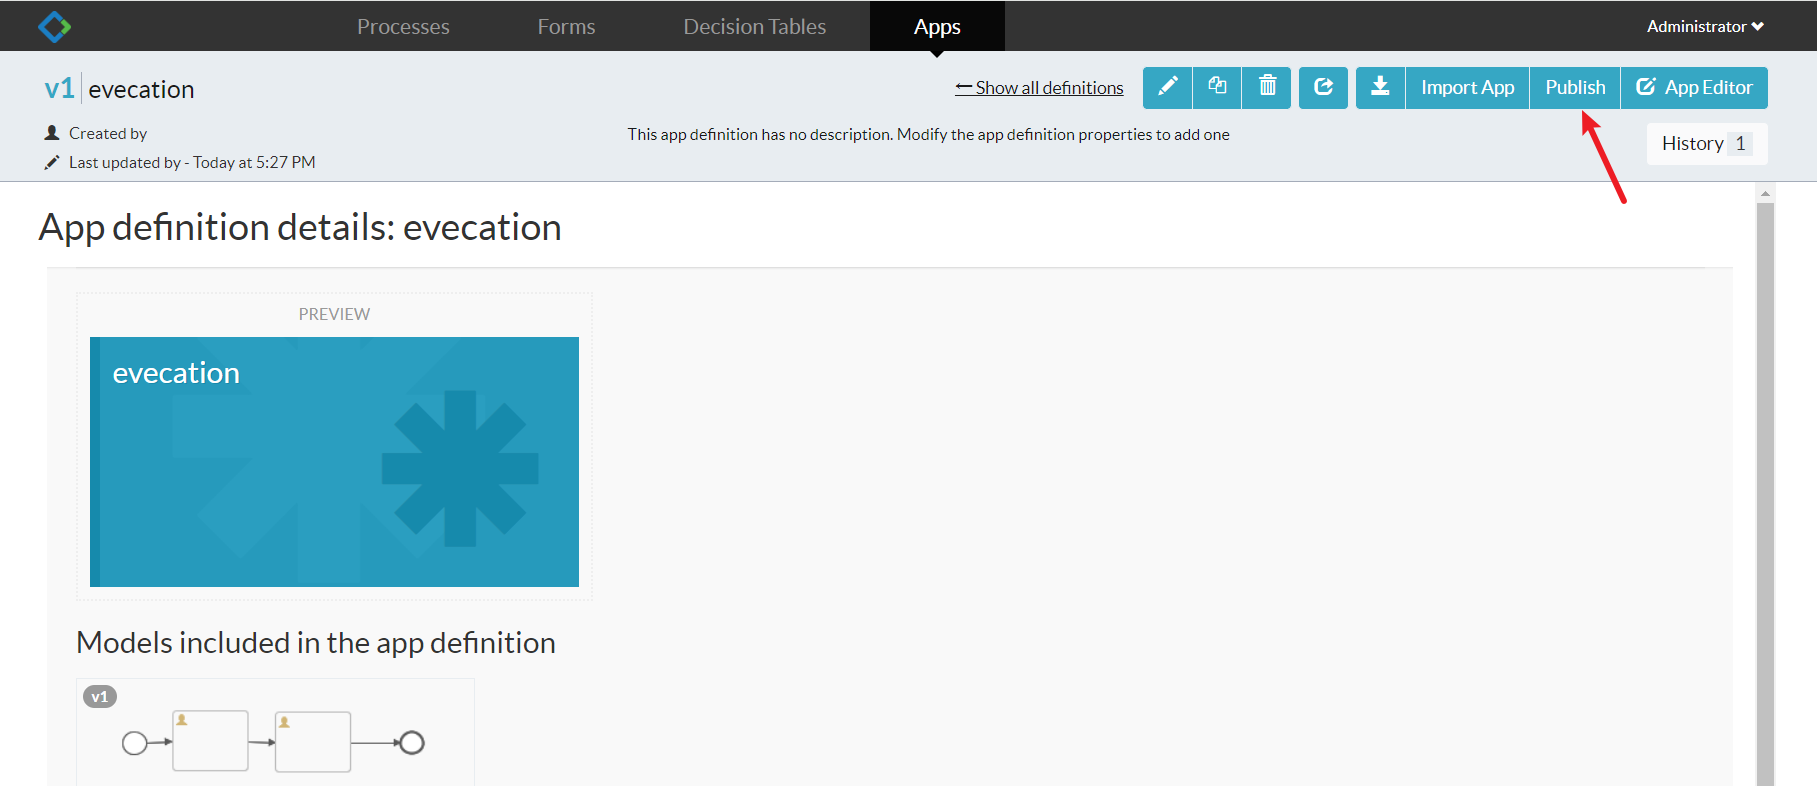 Processes Forms Decision Tables Apps Administrator
v1 evecation ← Show all definitions Import App Publish App Editor
Created by This app definition has no description. Modify the app definition properties to add one History 1
Last updated by - Today at 5:27 PM
App definition details: evecation
PREVIEW
evecation
Models included in the app definition
v1